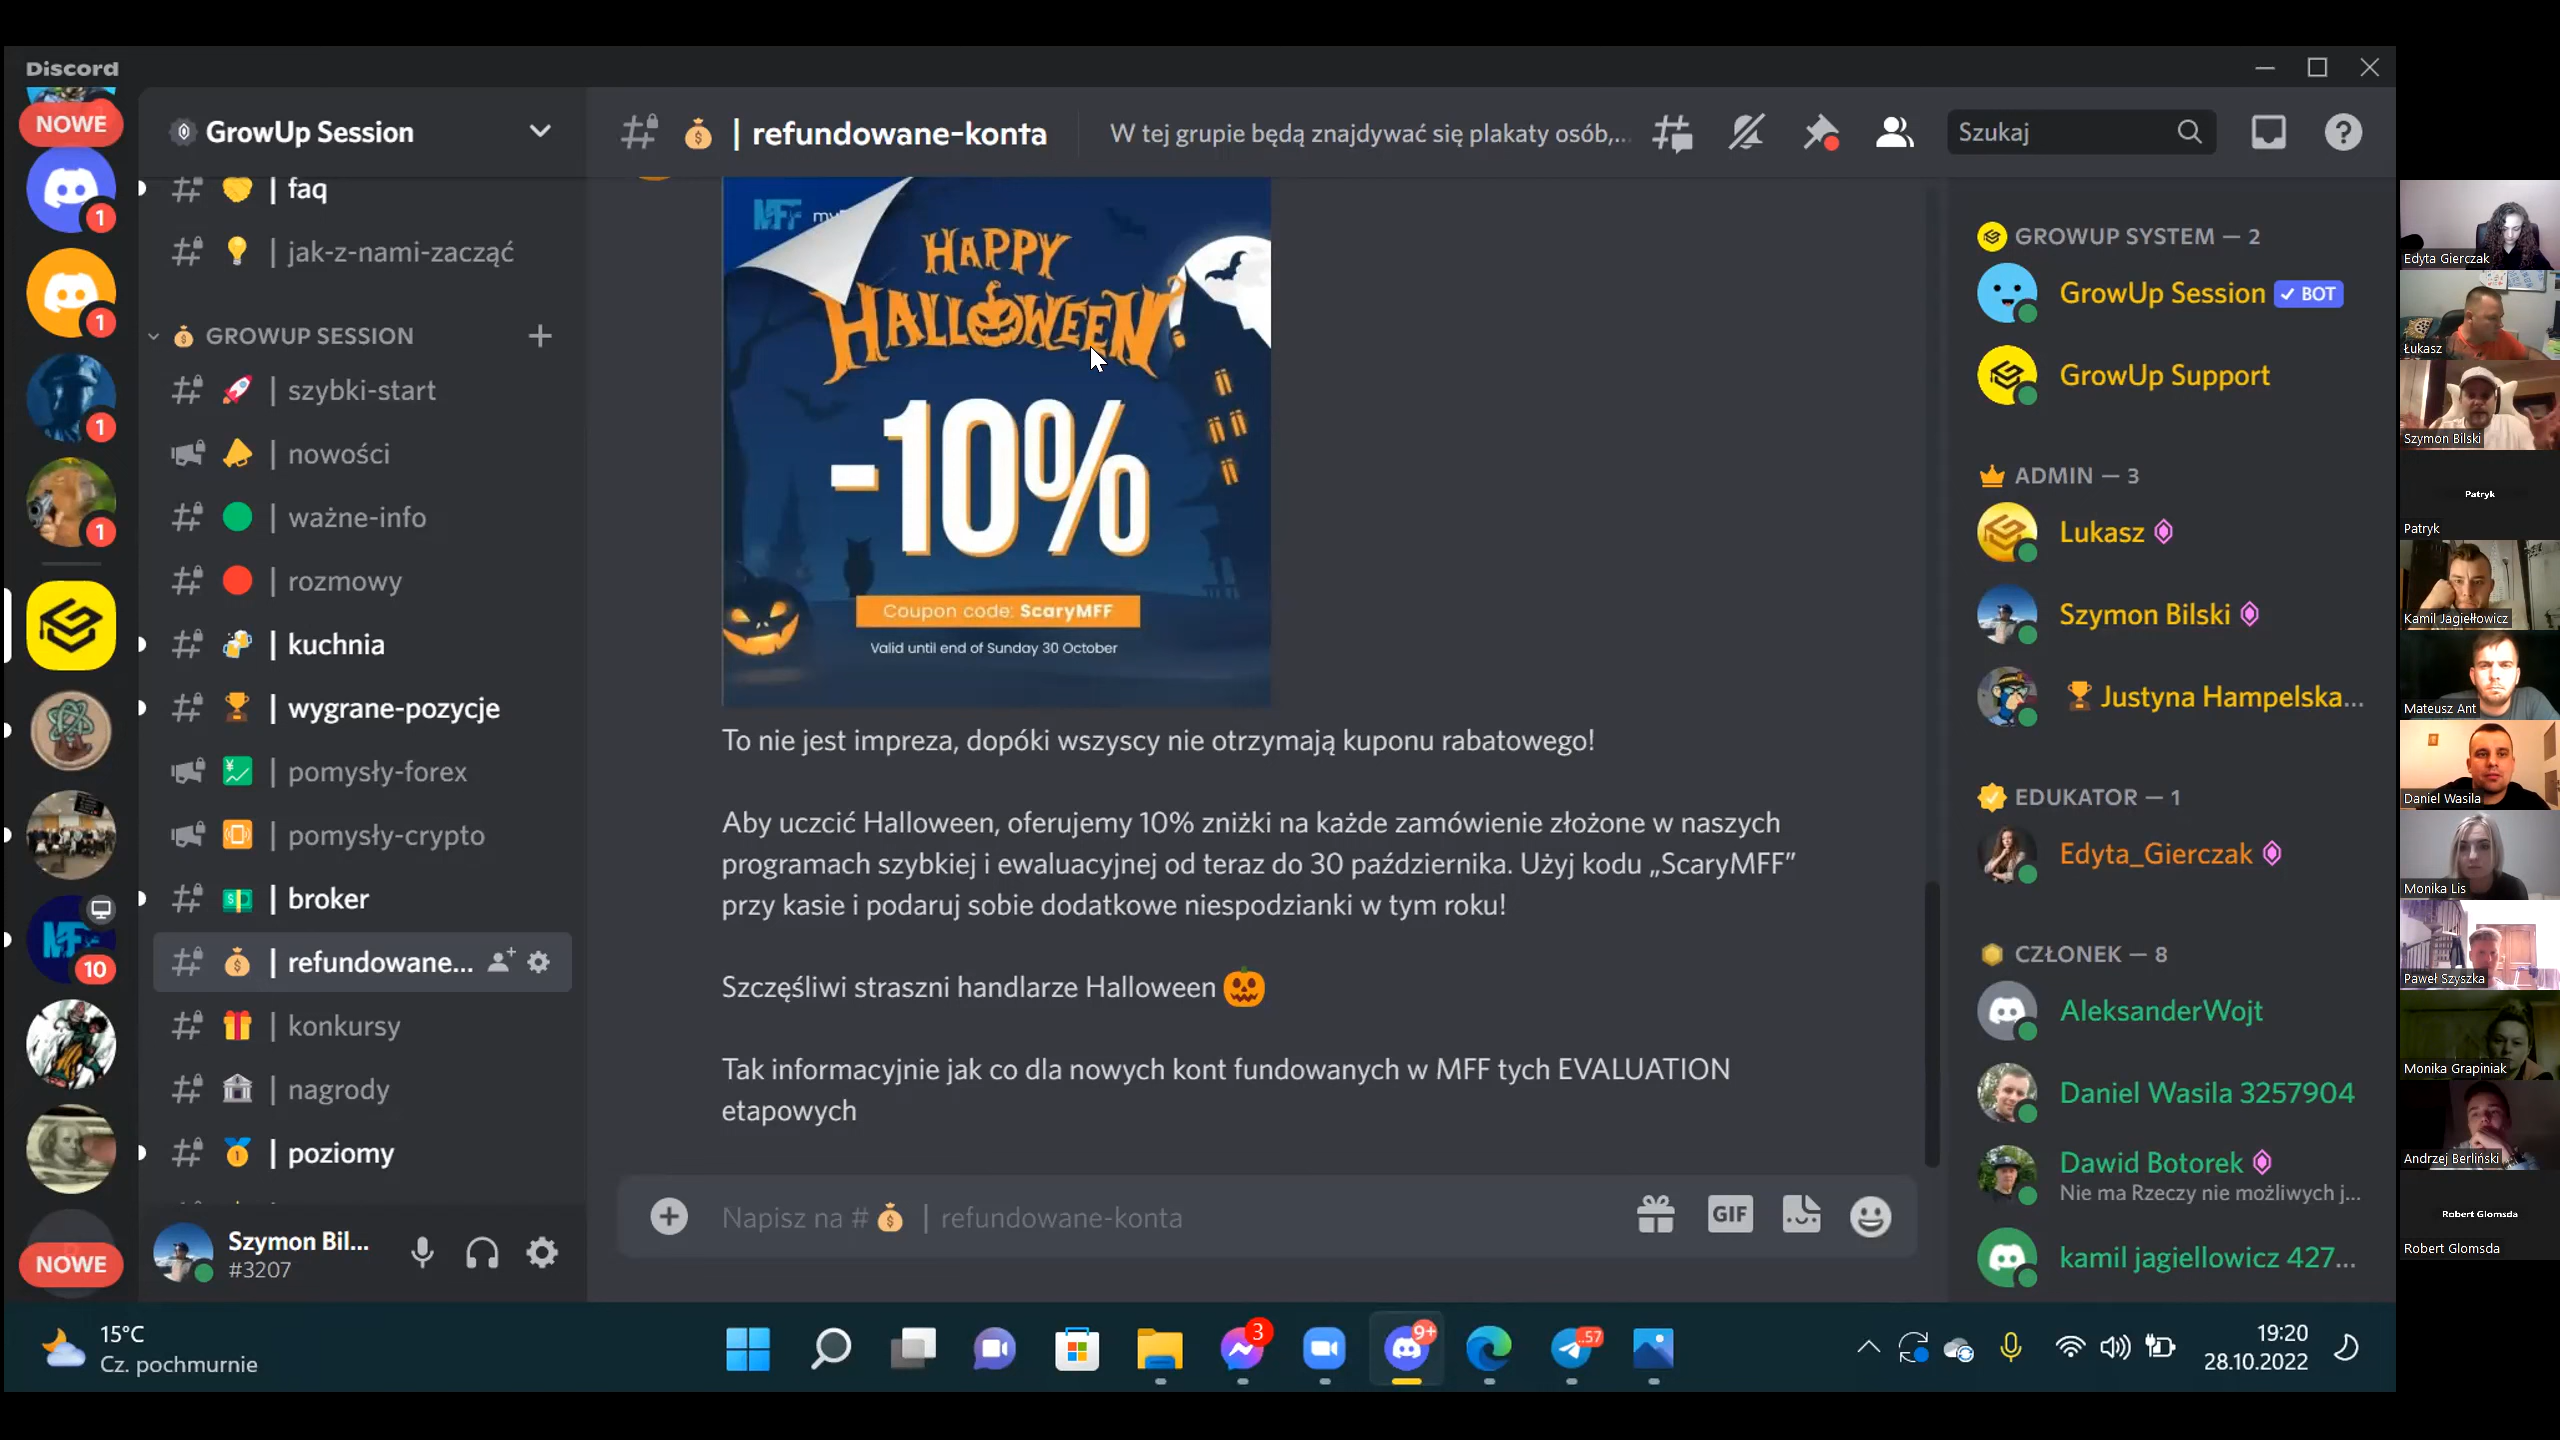 Discord
NOWE
1
1
1
1
10
NOWE
GrowUp Session
| faq
| jak-z-nami-zacząć
GROWUP SESSION
| szybki-start
| nowości
| ważne-info
| rozmowy
| kuchnia
| wygrane-pozycje
| pomysły-forex
| pomysły-crypto
| broker
| refundowane...
| konkursy
| nagrody
| poziomy
Szymon Bil...
#3207
| refundowane-konta
W tej grupie będą znajdywać się plakaty osób,...
Szukaj
MFF
HAPPY
HALLOWEEN
-10%
Coupon code: ScaryMFF
Valid until end of Sunday 30 October
To nie jest impreza, dopóki wszyscy nie otrzymają kuponu rabatowego!
Aby uczcić Halloween, oferujemy 10% zniżki na każde zamówienie złożone w naszych
programach szybkiej i ewaluacyjnej od teraz do 30 października. Użyj kodu „ScaryMFF”
przy kasie i podaruj sobie dodatkowe niespodzianki w tym roku!
Szczęśliwi straszni handlarze Halloween 🎃
Tak informacyjnie jak co dla nowych kont fundowanych w MFF tych EVALUATION
etapowych
Napisz na # 💰 | refundowane-konta
GIF
GROWUP SYSTEM — 2
GrowUp Session ✓ BOT
GrowUp Support
ADMIN — 3
Lukasz
Szymon Bilski
Justyna Hampelska...
EDUKATOR — 1
Edyta_Gierczak
CZŁONEK — 8
AleksanderWojt
Daniel Wasila 3257904
Dawid Botorek
Nie ma Rzeczy nie możliwych j...
kamil jagiellowicz 427...
Edyta Gierczak
Łukasz
Szymon Bilski
Patryk
Patryk
Kamil Jagiełłowicz
Mateusz Ant
Daniel Wasila
Monika Lis
Paweł Szyszka
Monika Grapiniak
Andrzej Berliński
Robert Glomsda
Robert Glomsda
15°C
Cz. pochmurnie
3
9+
..57
19:20
28.10.2022